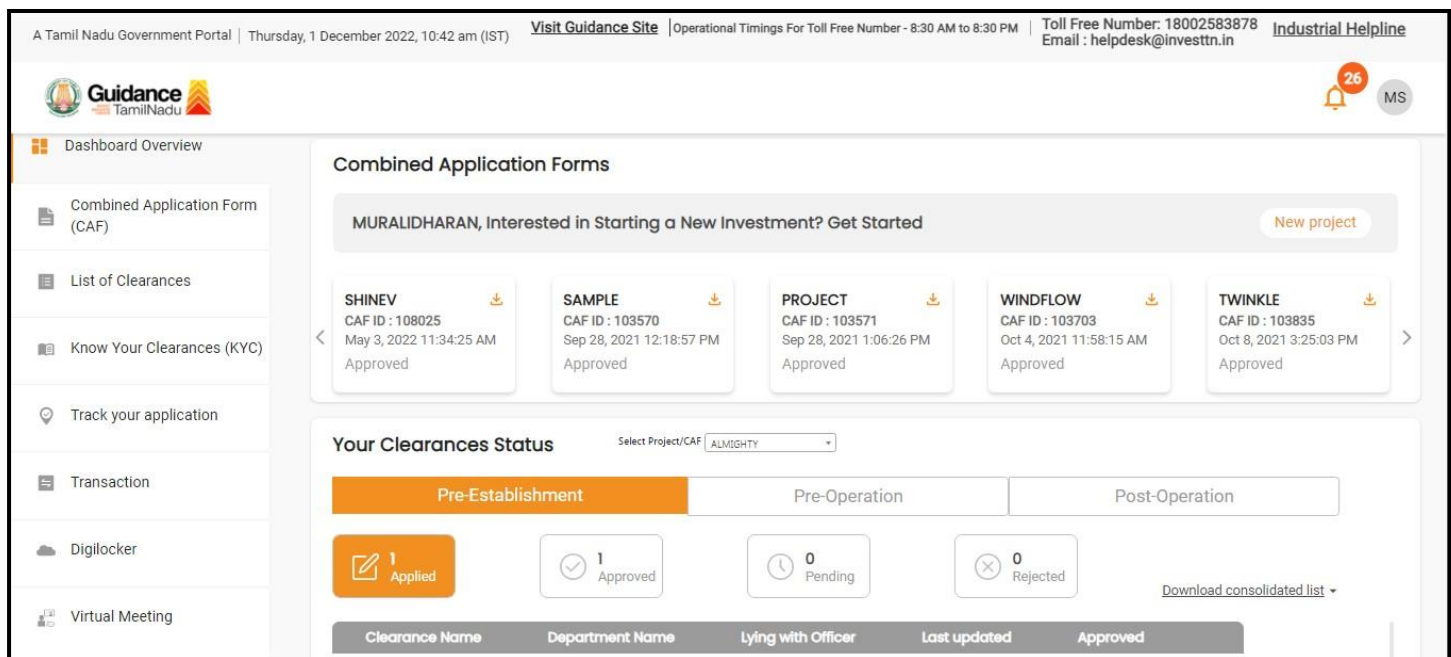 A Tamil Nadu Government Portal | Thursday, 1 December 2022, 10:42 am (IST)
Visit Guidance Site | Operational Timings For Toll Free Number - 8:30 AM to 8:30 PM |
Toll Free Number: 18002583878
Email : helpdesk@investtn.in
Industrial Helpline
Guidance
TamilNadu
26
MS
Dashboard Overview
Combined Application Form
(CAF)
List of Clearances
Know Your Clearances (KYC)
Track your application
Transaction
Digilocker
Virtual Meeting
Combined Application Forms
MURALIDHARAN, Interested in Starting a New Investment? Get Started
New project
SHINEV
CAF ID : 108025
May 3, 2022 11:34:25 AM
Approved
SAMPLE
CAF ID : 103570
Sep 28, 2021 12:18:57 PM
Approved
PROJECT
CAF ID : 103571
Sep 28, 2021 1:06:26 PM
Approved
WINDFLOW
CAF ID : 103703
Oct 4, 2021 11:58:15 AM
Approved
TWINKLE
CAF ID : 103835
Oct 8, 2021 3:25:03 PM
Approved
Your Clearances Status
Select Project/CAF ALMIGHTY
Pre-Establishment
Pre-Operation
Post-Operation
1
Applied
1
Approved
0
Pending
0
Rejected
Download consolidated list
Clearance Name Department Name Lying with Officer Last updated Approved